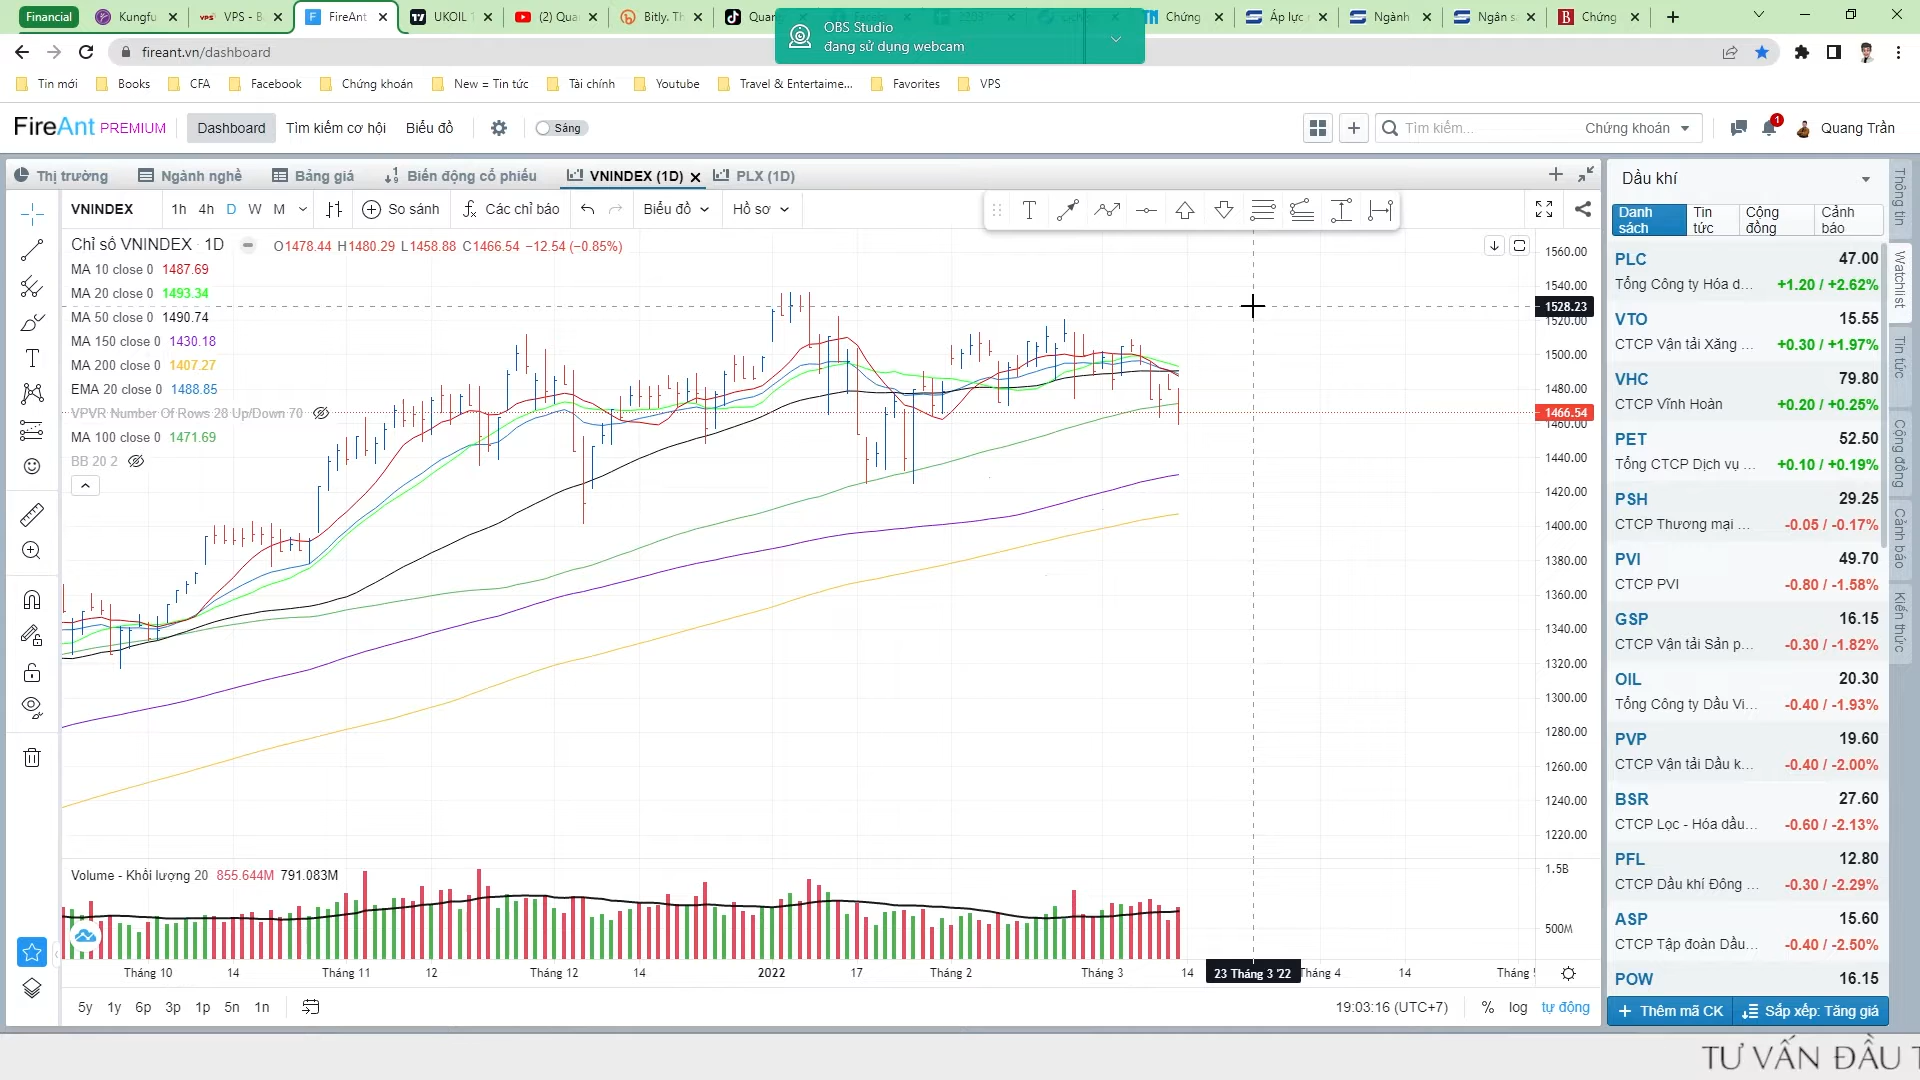 Financial
Kungfu
VPS - B
FireAnt
UKOIL 1
(2) Qua
Bitly. Th
Quan
Chứng
Áp lực
Ngành
Ngân s
Chứng
OBS Studio
đang sử dụng webcam
fireant.vn/dashboard
Tin mới
Books
CFA
Facebook
Chứng khoán
New = Tin tức
Tài chính
Youtube
Travel & Entertaime...
Favorites
VPS
FireAnt PREMIUM
Dashboard
Tìm kiếm cơ hội
Biểu đồ
Sáng
Tìm kiếm...
Chứng khoán
1
Quang Trần
Thị trường
Ngành nghề
Bảng giá
Biến động cổ phiếu
VNINDEX (1D)
PLX (1D)
VNINDEX
1h 4h D W M
So sánh
Các chỉ báo
Biểu đồ
Hồ sơ
Chỉ số VNINDEX 1D
O1478.44 H1480.29 L1458.88 C1466.54 −12.54 (−0.85%)
MA 10 close 0 1487.69
MA 20 close 0 1493.34
MA 50 close 0 1490.74
MA 150 close 0 1430.18
MA 200 close 0 1407.27
EMA 20 close 0 1488.85
VPVR Number Of Rows 28 Up/Down 70
MA 100 close 0 1471.69
BB 20 2
1560.00
1540.00
1528.23
1520.00
1500.00
1480.00
1466.54
1460.00
1440.00
1420.00
1400.00
1380.00
1360.00
1340.00
1320.00
1300.00
1280.00
1260.00
1240.00
1220.00
Volume - Khối lượng 20 855.644M 791.083M
1.5B
500M
Tháng 10
14
Tháng 11
12
Tháng 12
14
2022
17
Tháng 2
Tháng 3
14
23 Tháng 3 '22
Tháng 4
14
Tháng
5y 1y 6p 3p 1p 5n 1n
19:03:16 (UTC+7)
% log tự động
Dầu khí
Danh sách
Tin tức
Cộng đồng
Cảnh báo
PLC 47.00
Tổng Công ty Hóa d... +1.20 / +2.62%
VTO 15.55
CTCP Vận tải Xăng ... +0.30 / +1.97%
VHC 79.80
CTCP Vĩnh Hoàn +0.20 / +0.25%
PET 52.50
Tổng CTCP Dịch vụ ... +0.10 / +0.19%
PSH 29.25
CTCP Thương mại ... -0.05 / -0.17%
PVI 49.70
CTCP PVI -0.80 / -1.58%
GSP 16.15
CTCP Vận tải Sản p... -0.30 / -1.82%
OIL 20.30
Tổng Công ty Dầu Vi... -0.40 / -1.93%
PVP 19.60
CTCP Vận tải Dầu k... -0.40 / -2.00%
BSR 27.60
CTCP Lọc - Hóa dầu... -0.60 / -2.13%
PFL 12.80
CTCP Dầu khí Đông ... -0.30 / -2.29%
ASP 15.60
CTCP Tập đoàn Dầu... -0.40 / -2.50%
POW 16.15
Thêm mã CK
Sắp xếp: Tăng giá
Thông tin
Watchlist
Tin tức
Cộng đồng
Cảnh báo
Kiến thức
TƯ VẤN ĐẦU T